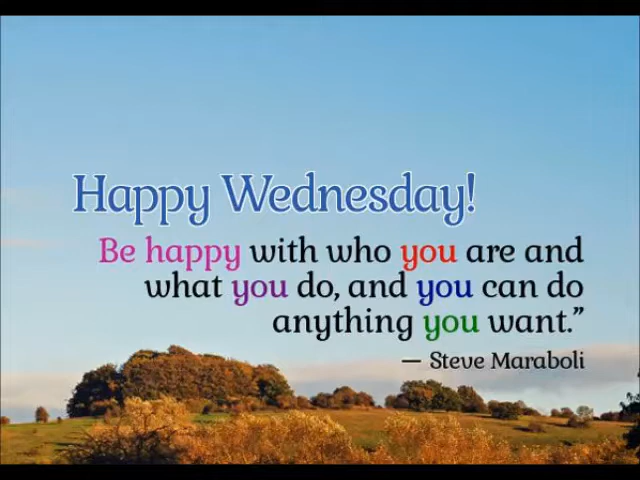 Happy Wednesday!
Be happy with who you are and
what you do, and you can do
anything you want.”
— Steve Maraboli